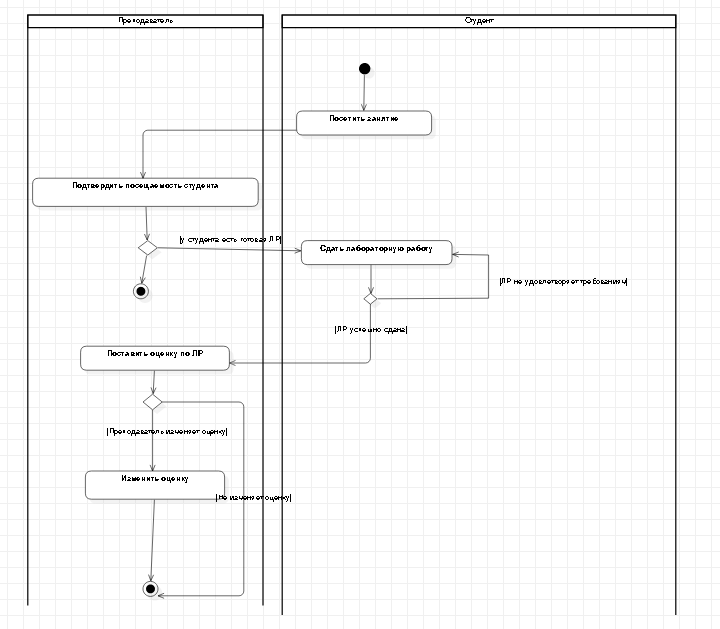 Преподаватель
Студент
Посетить занятие
Подтвердить посещаемость студента
[у студента есть готовая ЛР]
Сдать лабораторную работу
[ЛР не удовлетворяет требованиям]
[ЛР успешно сдана]
Поставить оценку по ЛР
[Преподаватель изменяет оценку]
Изменить оценку
[Не изменяет оценку]